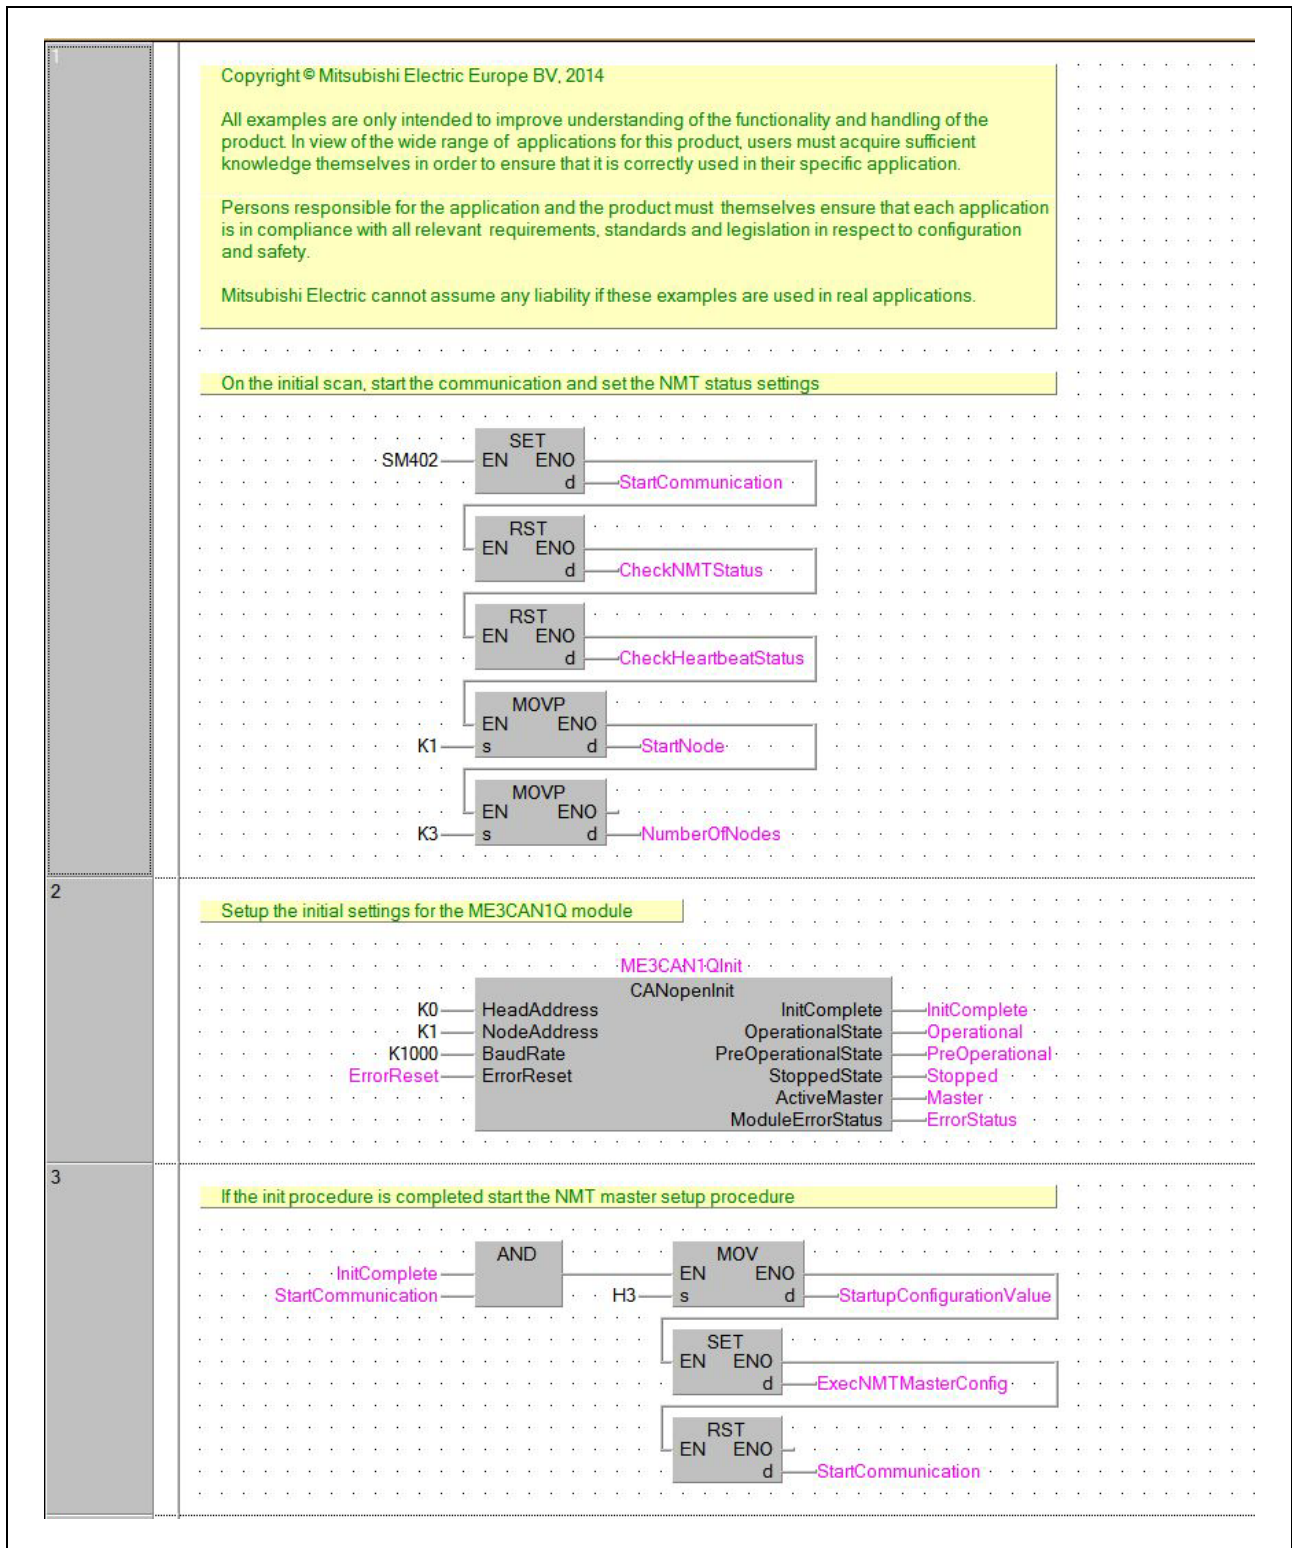 1
Copyright © Mitsubishi Electric Europe BV, 2014
All examples are only intended to improve understanding of the functionality and handling of the
product. In view of the wide range of applications for this product, users must acquire sufficient
knowledge themselves in order to ensure that it is correctly used in their specific application.
Persons responsible for the application and the product must themselves ensure that each application
is in compliance with all relevant requirements, standards and legislation in respect to configuration
and safety.
Mitsubishi Electric cannot assume any liability if these examples are used in real applications.
On the initial scan, start the communication and set the NMT status settings
SET
SM402 EN ENO
d StartCommunication
RST
EN ENO
d CheckNMTStatus
RST
EN ENO
d CheckHeartbeatStatus
MOVP
EN ENO
K1 s d StartNode
MOVP
EN ENO
K3 s d NumberOfNodes
2
Setup the initial settings for the ME3CAN1Q module
ME3CAN1QInit
CANopenInit
K0 HeadAddress InitComplete InitComplete
K1 NodeAddress OperationalState Operational
K1000 BaudRate PreOperationalState PreOperational
ErrorReset ErrorReset StoppedState Stopped
ActiveMaster Master
ModuleErrorStatus ErrorStatus
3
If the init procedure is completed start the NMT master setup procedure
AND MOV
InitComplete EN ENO
StartCommunication H3 s d StartupConfigurationValue
SET
EN ENO
d ExecNMTMasterConfig
RST
EN ENO
d StartCommunication